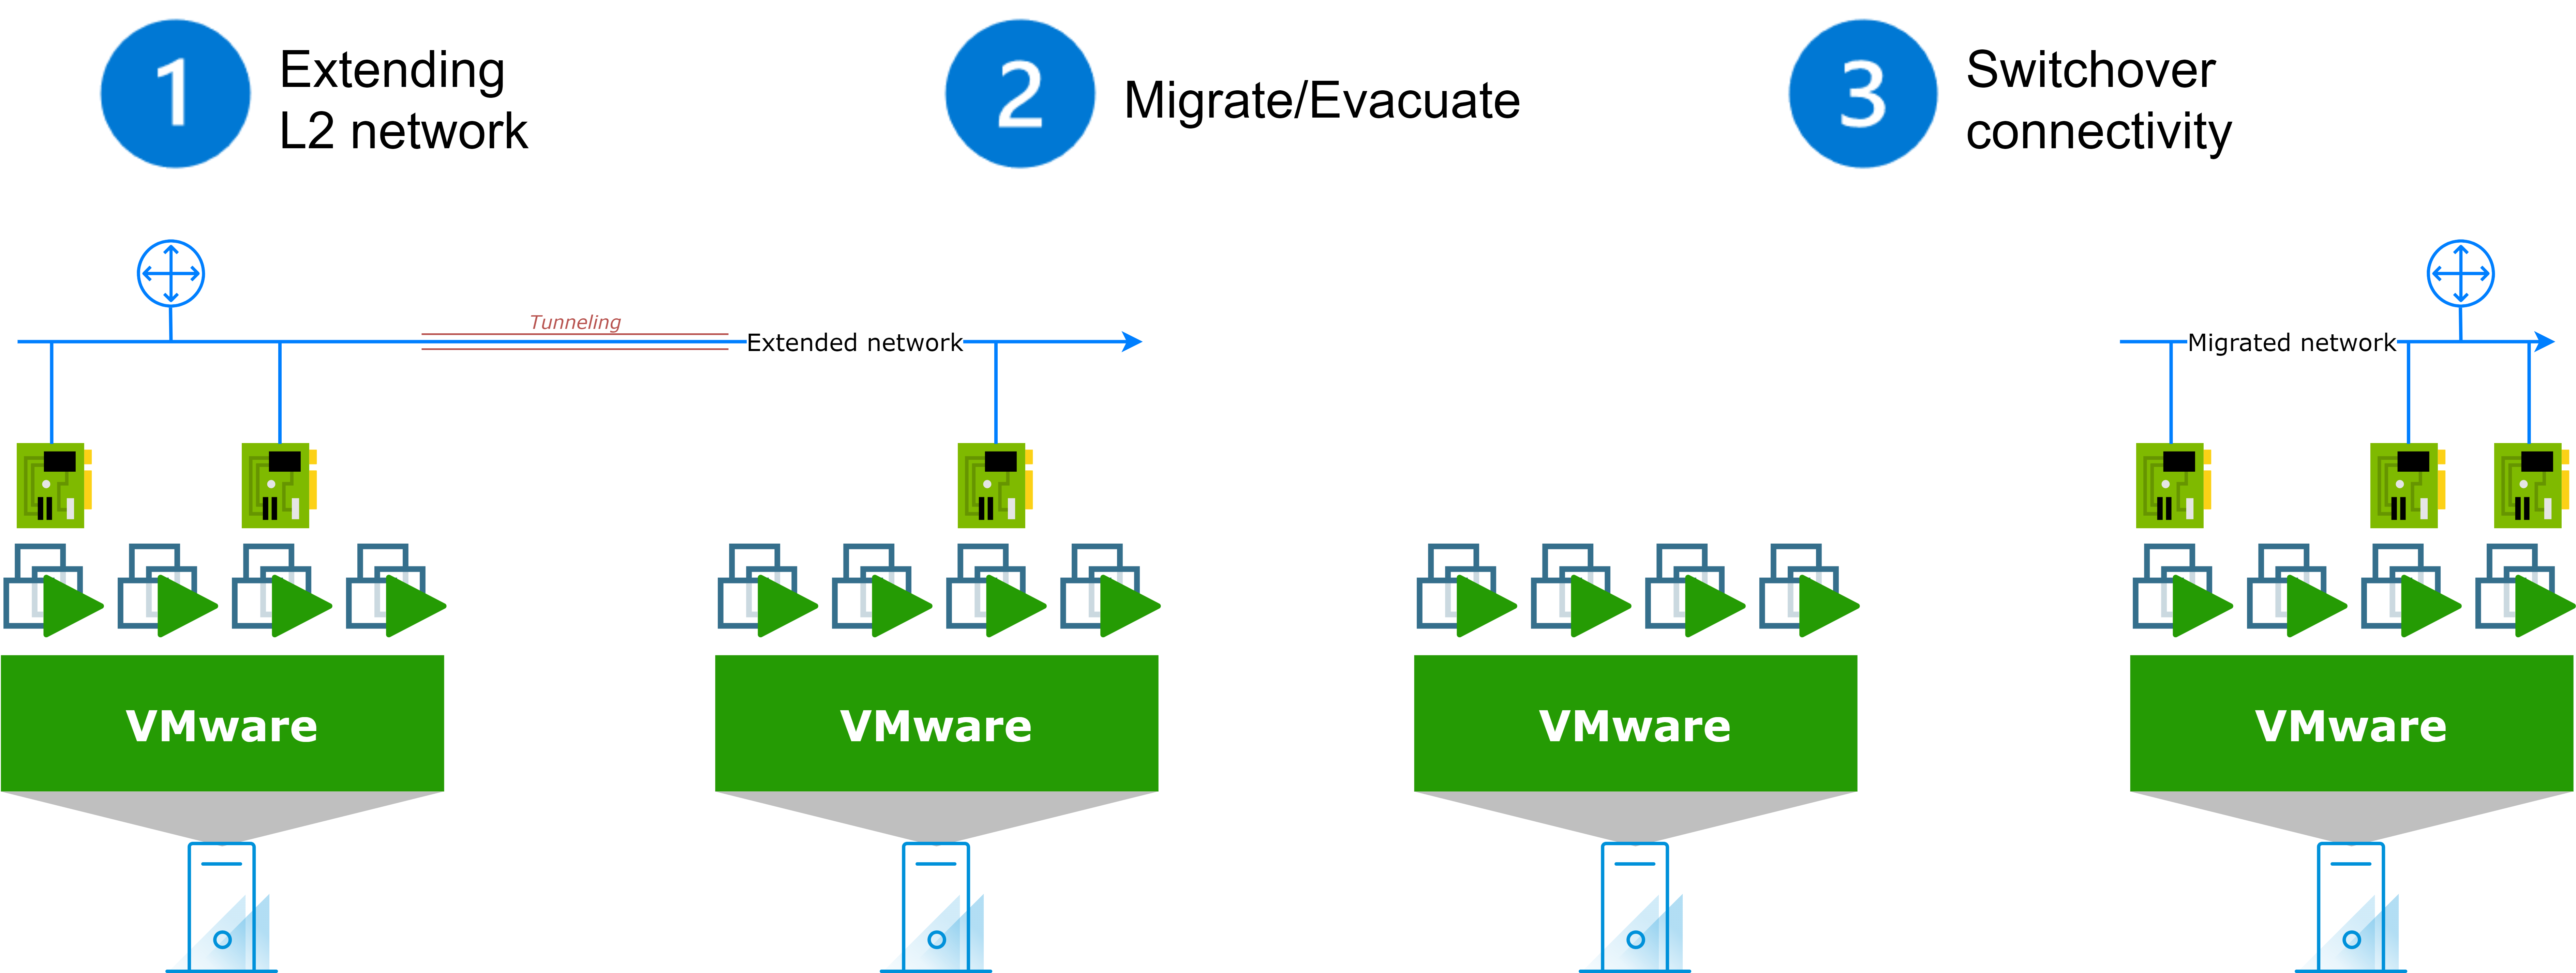 1
Extending
L2 network
2
Migrate/Evacuate
3
Switchover
connectivity
Tunneling
Extended network
Migrated network
VMware
VMware
VMware
VMware